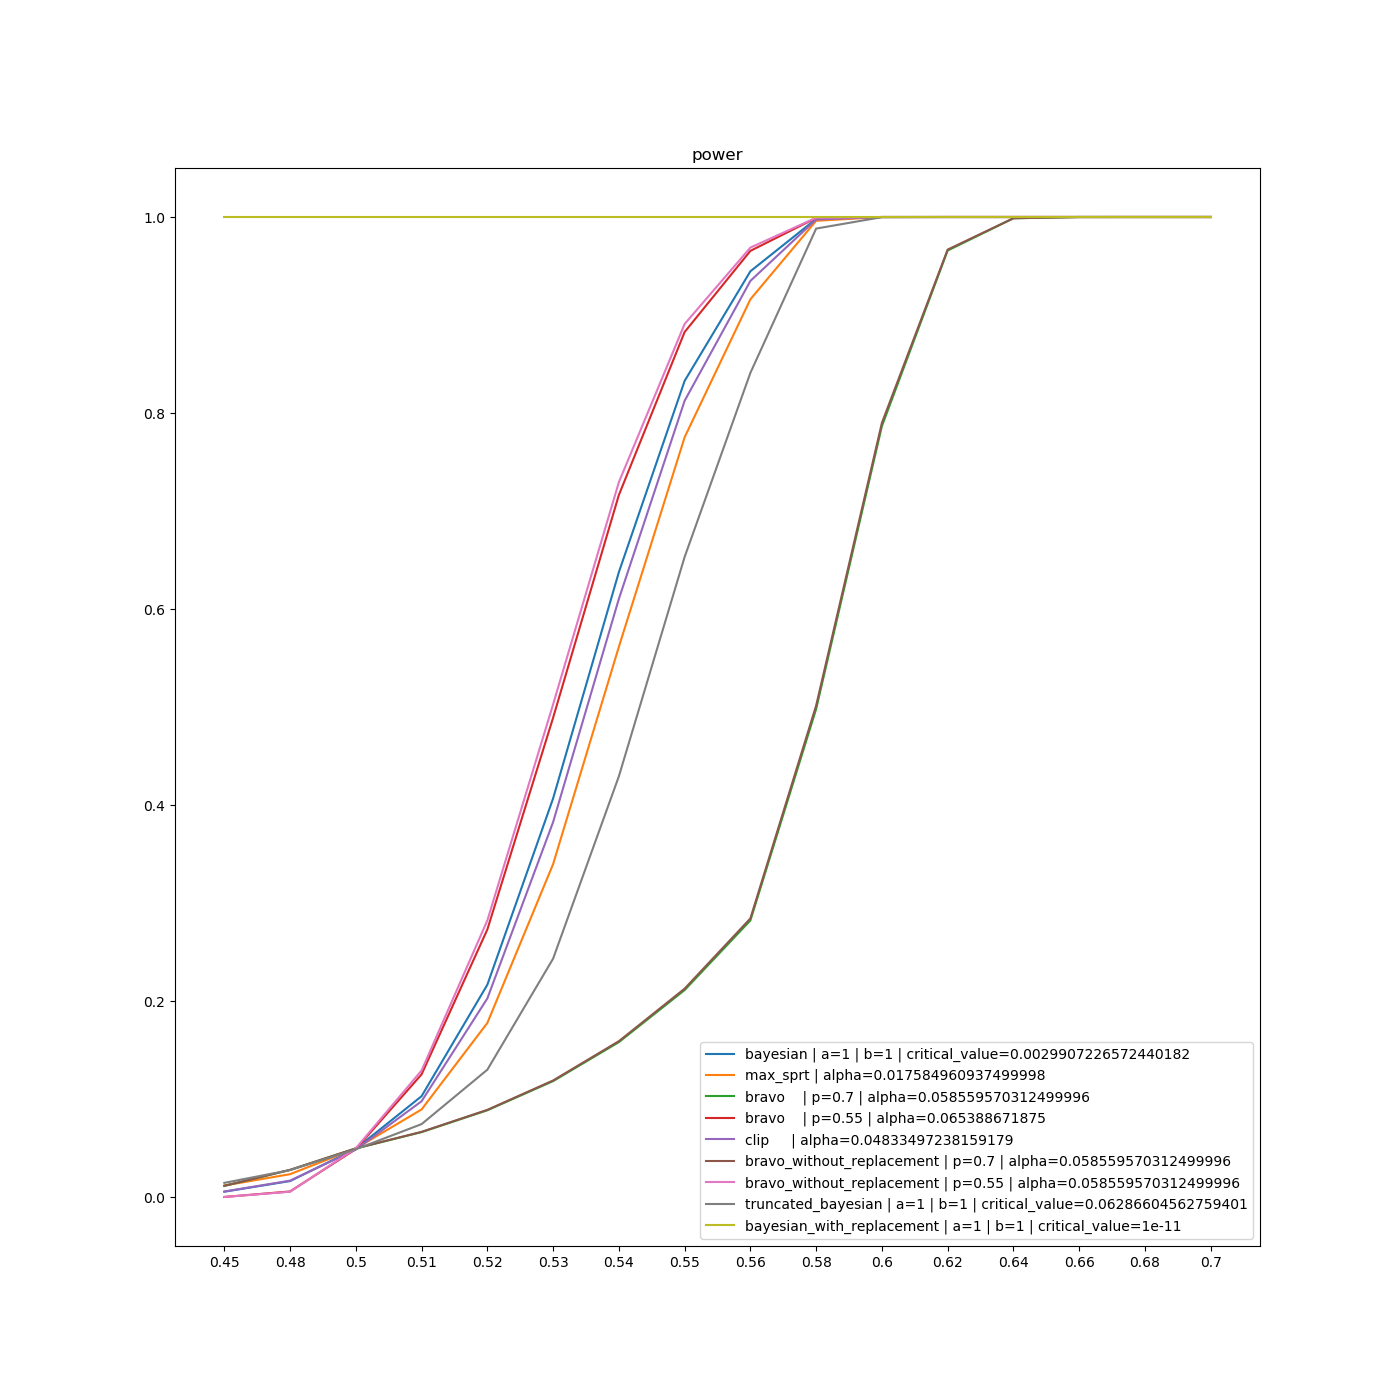 power
1.0
0.8
0.6
0.4
0.2
0.0
bayesian | a=1 | b=1 | critical_value=0.0029907226572440182
max_sprt | alpha=0.017584960937499998
bravo    | p=0.7 | alpha=0.058559570312499996
bravo    | p=0.55 | alpha=0.065388671875
clip     | alpha=0.04833497238159179
bravo_without_replacement | p=0.7 | alpha=0.058559570312499996
bravo_without_replacement | p=0.55 | alpha=0.058559570312499996
truncated_bayesian | a=1 | b=1 | critical_value=0.06286604562759401
bayesian_with_replacement | a=1 | b=1 | critical_value=1e-11
0.45 0.48 0.5 0.51 0.52 0.53 0.54 0.55 0.56 0.58 0.6 0.62 0.64 0.66 0.68 0.7